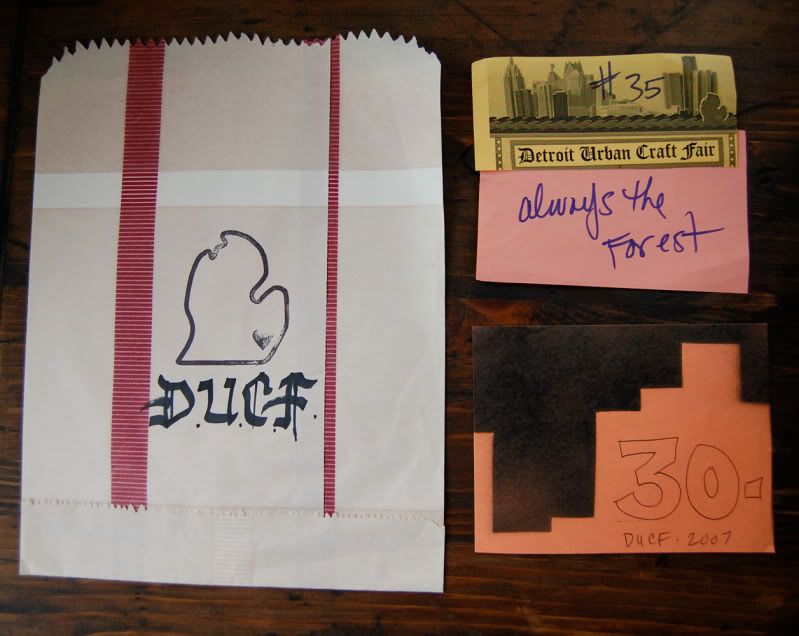 D.U.C.F.
#35
Detroit Urban Craft Fair
always the
Forest
30.
DUCF. 2007